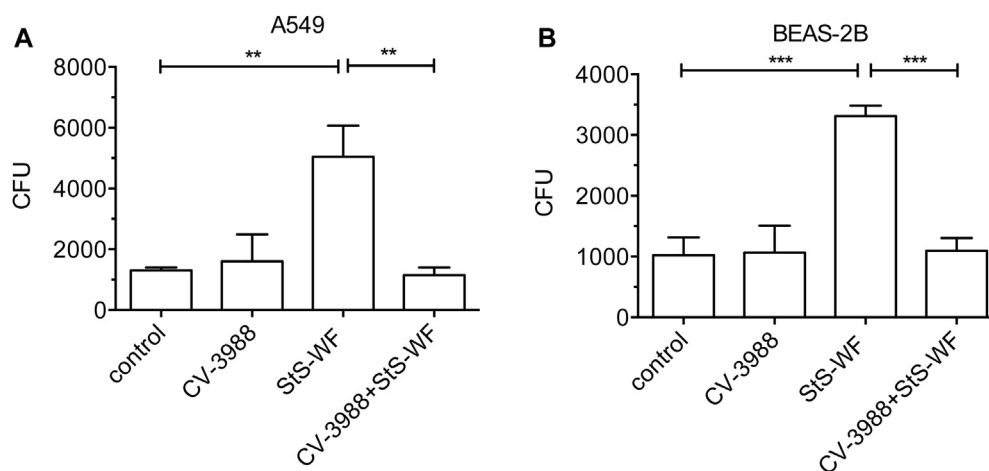 A
A549
**
**
8000
6000
4000
2000
0
CFU
control
CV-3988
StS-WF
CV-3988+StS-WF
B
BEAS-2B
***
***
4000
3000
2000
1000
0
CFU
control
CV-3988
StS-WF
CV-3988+StS-WF